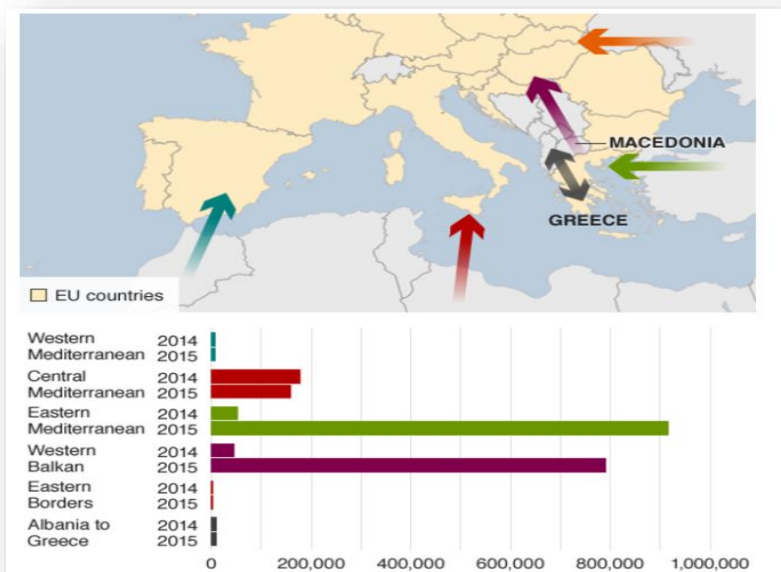 MACEDONIA
GREECE
EU countries
Western 2014
Mediterranean 2015
Central 2014
Mediterranean 2015
Eastern 2014
Mediterranean 2015
Western 2014
Balkan 2015
Eastern 2014
Borders 2015
Albania to 2014
Greece 2015
0 200,000 400,000 600,000 800,000 1,000,000